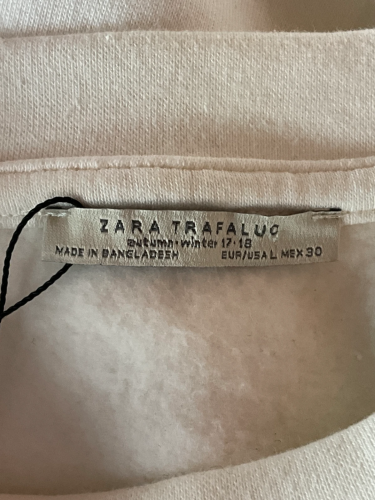 ZARA TRAFALUC
autumn·winter 17·18
MADE IN BANGLADESH EUR/USA L MEX 30